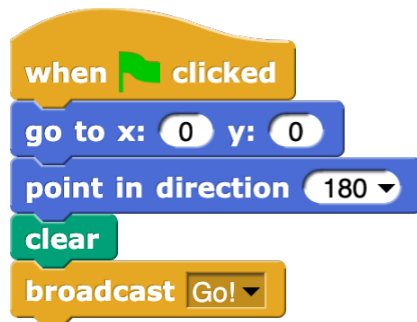 when clicked
go to x: 0 y: 0
point in direction 180
clear
broadcast Go!